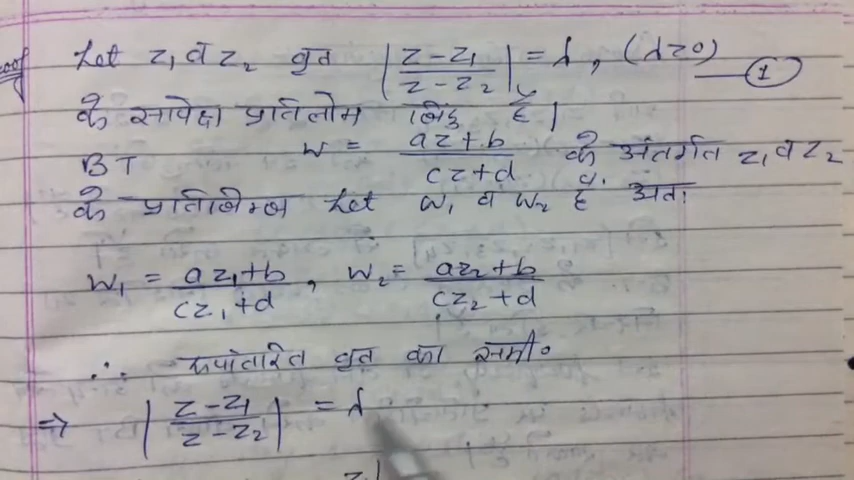 Proof Let z₁ व z₂ वृत |z-z₁/z-z₂| = λ, (λ≥0) —①
के सापेक्ष प्रतिलोम बिंदु है।
BT w = az+b/cz+d के अंतर्गत z₁ व z₂
के प्रतिबिम्ब Let w₁ व w₂ है अतः
w₁ = az₁+b/cz₁+d, w₂ = az₂+b/cz₂+d
∴ रूपांतरित वृत का समी०
⇒ |z-z₁/z-z₂| = λ